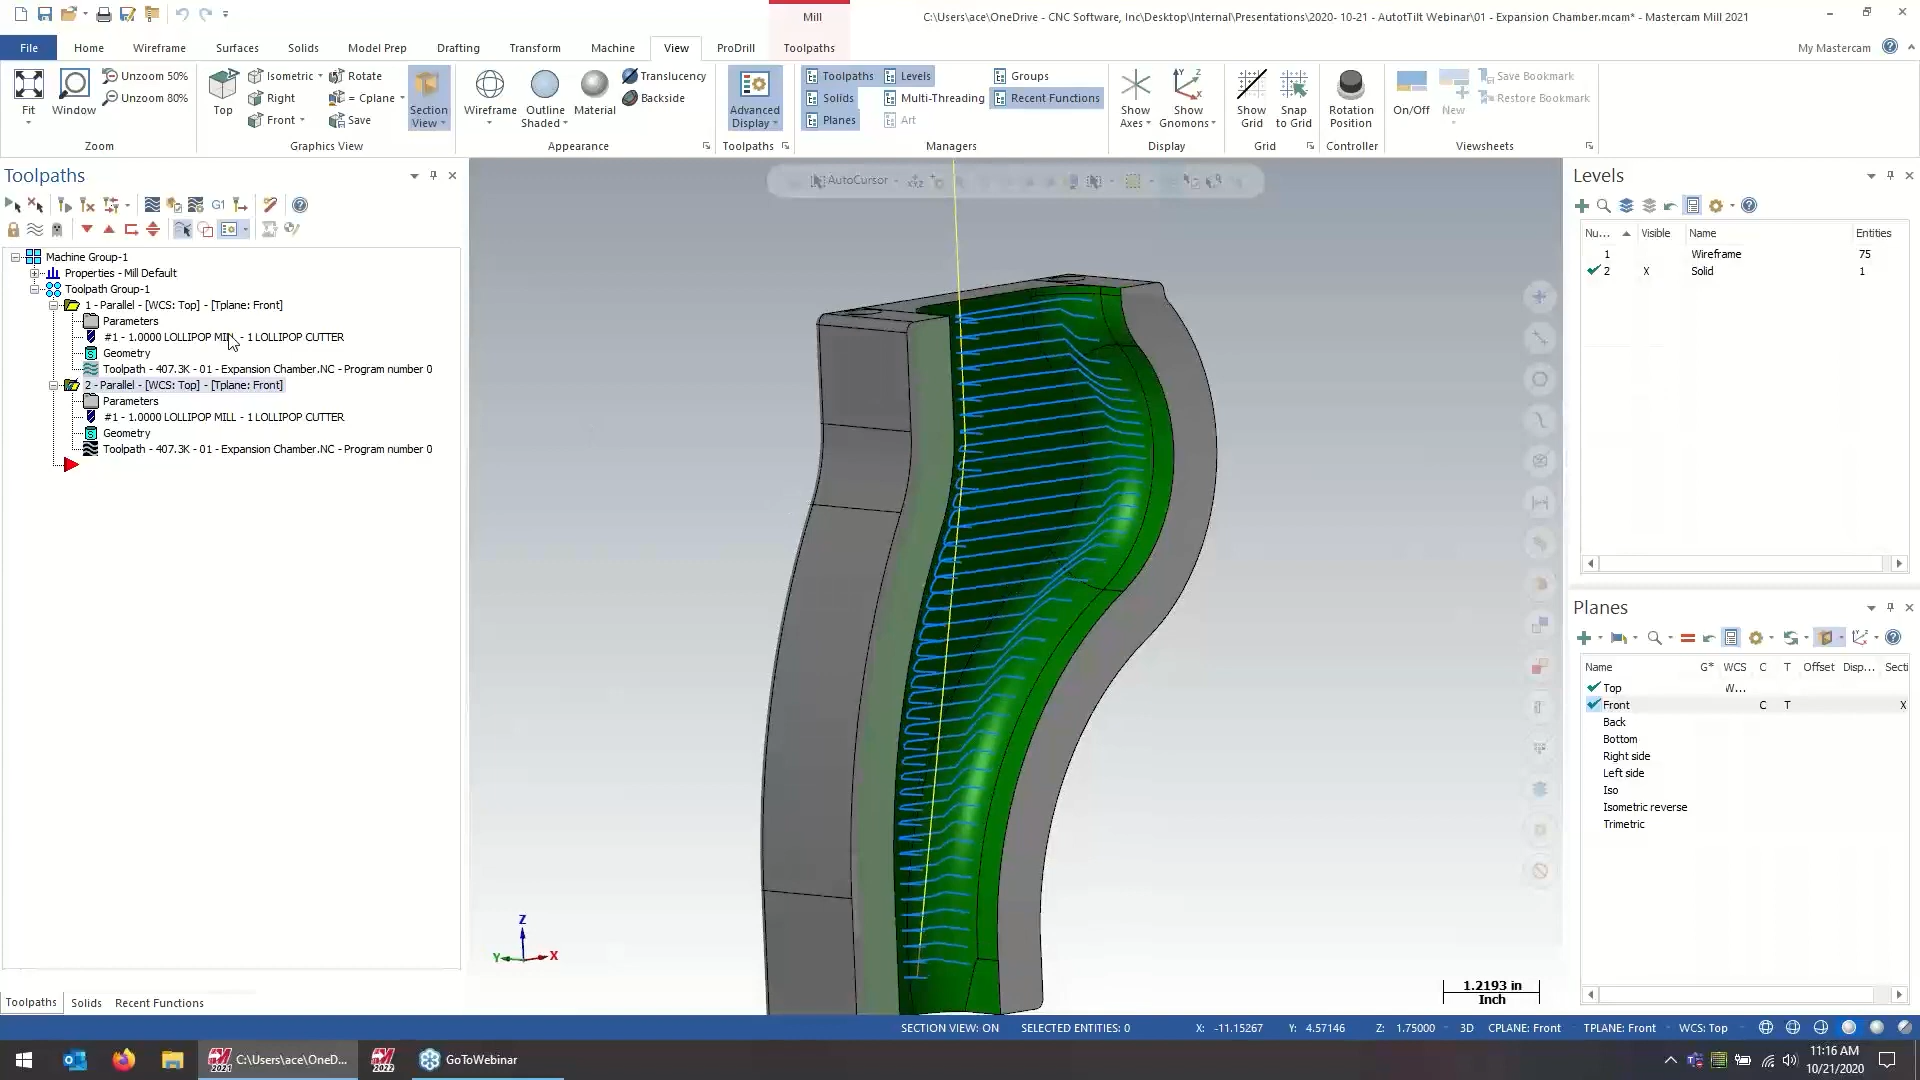 Mill
C:\Users\ace\OneDrive - CNC Software, Inc\Desktop\Internal\Presentations\2020- 10-21 - AutotTilt Webinar\01 - Expansion Chamber.mcam* - Mastercam Mill 2021
File Home Wireframe Surfaces Solids Model Prep Drafting Transform Machine View ProDrill Toolpaths My Mastercam
Fit
Window
Unzoom 50%
Unzoom 80%
Zoom
Top
Isometric
Right
Front
Rotate
= Cplane
Save
Section View
Graphics View
Wireframe
Outline Shaded
Material
Translucency
Backside
Appearance
Advanced Display
Toolpaths
Toolpaths Levels Groups
Solids Multi-Threading Recent Functions
Planes Art
Managers
Show Axes
Show Gnomons
Display
Show Grid
Snap to Grid
Grid
Rotation Position
Controller
On/Off
New
Save Bookmark
Restore Bookmark
Viewsheets
Toolpaths
G1
Machine Group-1
Properties - Mill Default
Toolpath Group-1
1 - Parallel - [WCS: Top] - [Tplane: Front]
Parameters
#1 - 1.0000 LOLLIPOP MILL - 1 LOLLIPOP CUTTER
Geometry
Toolpath - 407.3K - 01 - Expansion Chamber.NC - Program number 0
2 - Parallel - [WCS: Top] - [Tplane: Front]
Parameters
#1 - 1.0000 LOLLIPOP MILL - 1 LOLLIPOP CUTTER
Geometry
Toolpath - 407.3K - 01 - Expansion Chamber.NC - Program number 0
Toolpaths Solids Recent Functions
AutoCursor
Z
Y X
1.2193 in
Inch
Levels
Nu... Visible Name Entities
1 Wireframe 75
2 X Solid 1
Planes
Name G* WCS C T Offset Disp... Secti
Top W...
Front C T X
Back
Bottom
Right side
Left side
Iso
Isometric reverse
Trimetric
SECTION VIEW: ON SELECTED ENTITIES: 0 X: -11.15267 Y: 4.57146 Z: 1.75000 3D CPLANE: Front TPLANE: Front WCS: Top
2021 C:\Users\ace\OneD... 2022 GoToWebinar
11:16 AM
10/21/2020